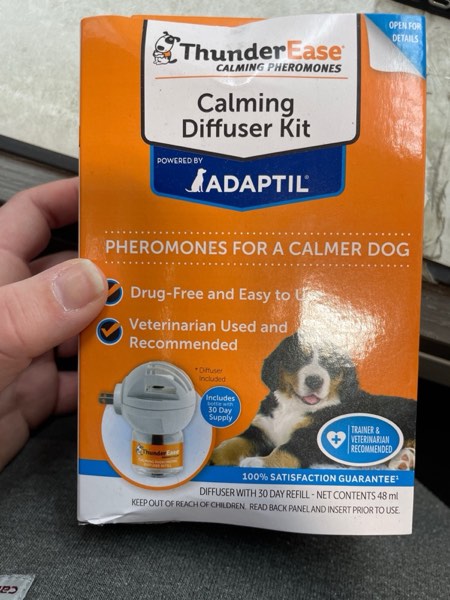 OPEN FOR
DETAILS
ThunderEase
CALMING PHEROMONES
Calming
Diffuser Kit
POWERED BY
ADAPTIL®
PHEROMONES FOR A CALMER DOG
Drug-Free and Easy to Use
Veterinarian Used and
Recommended
* Diffuser
included
Includes
bottle with
30 Day
Supply
ThunderEase
TRAINER &
VETERINARIAN
RECOMMENDED
100% SATISFACTION GUARANTEE¹
DIFFUSER WITH 30 DAY REFILL - NET CONTENTS 48 ml
KEEP OUT OF REACH OF CHILDREN. READ BACK PANEL AND INSERT PRIOR TO USE.